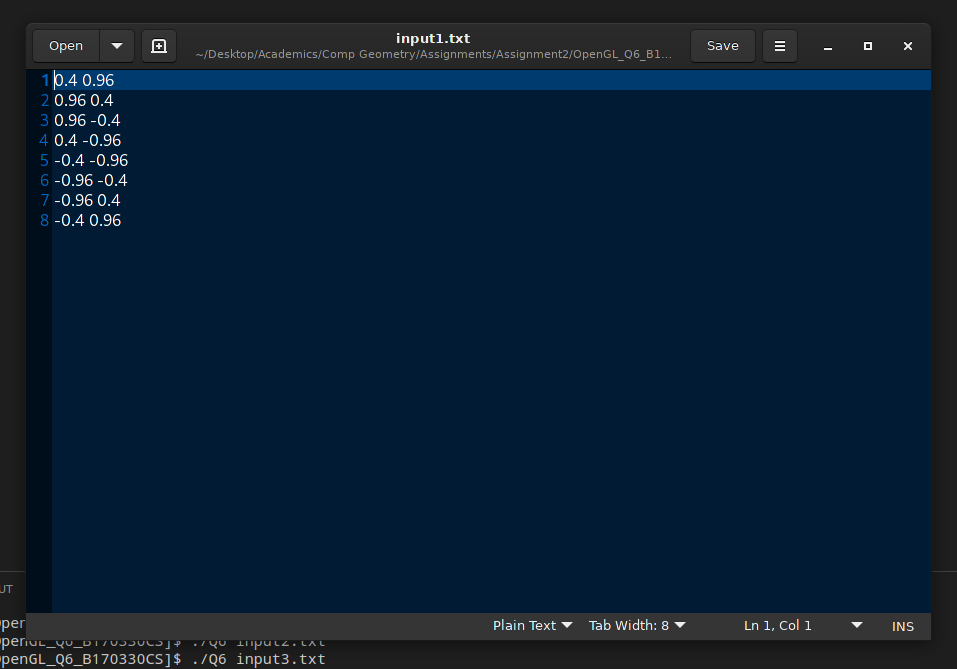 Open
input1.txt
~/Desktop/Academics/Comp Geometry/Assignments/Assignment2/OpenGL_Q6_B1...
Save
1 0.4 0.96
2 0.96 0.4
3 0.96 -0.4
4 0.4 -0.96
5 -0.4 -0.96
6 -0.96 -0.4
7 -0.96 0.4
8 -0.4 0.96
UT
pen
Plain Text
Tab Width: 8
Ln 1, Col 1
INS
penGL_Q6_B170330CS]$ ./Q6 input2.txt
penGL_Q6_B170330CS]$ ./Q6 input3.txt